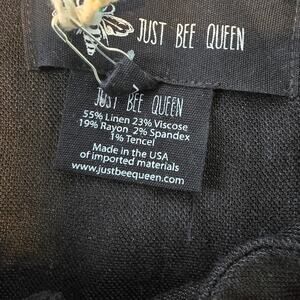 JUST BEE QUEEN
JUST BEE QUEEN
55% Linen 23% Viscose
19% Rayon 2% Spandex
1% Tencel
Made in the USA
of imported materials
www.justbeequeen.com